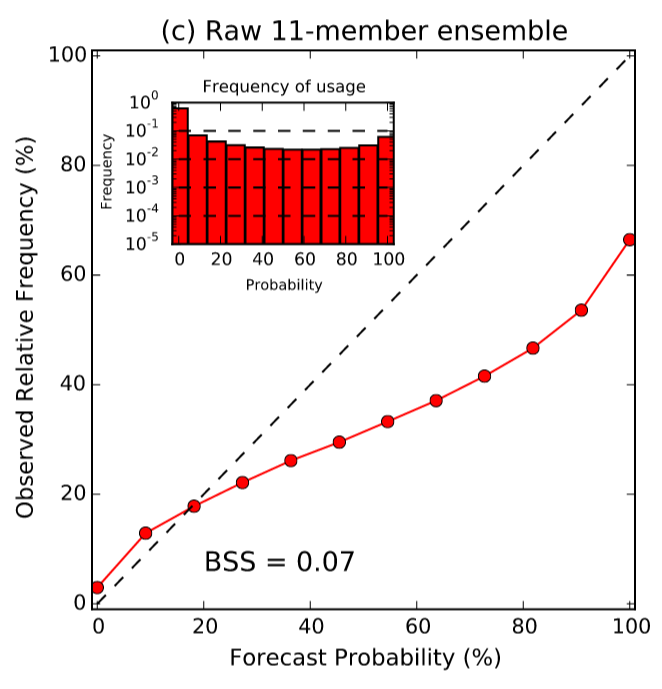 (c) Raw 11-member ensemble
Observed Relative Frequency (%)
100
80
60
40
20
0
Frequency of usage
Frequency
10^0
10^-1
10^-2
10^-3
10^-4
10^-5
0 20 40 60 80 100
Probability
BSS = 0.07
0 20 40 60 80 100
Forecast Probability (%)